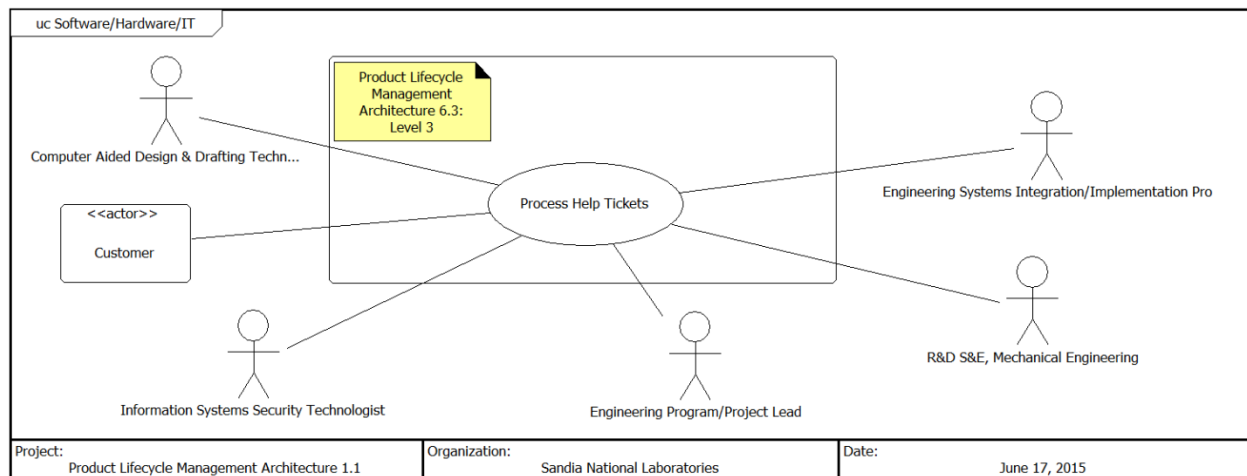 uc Software/Hardware/IT
Product Lifecycle
Management
Architecture 6.3:
Level 3
Computer Aided Design & Drafting Techn...
Engineering Systems Integration/Implementation Pro
Process Help Tickets
<<actor>>
Customer
R&D S&E, Mechanical Engineering
Information Systems Security Technologist
Engineering Program/Project Lead
Project:
Product Lifecycle Management Architecture 1.1
Organization:
Sandia National Laboratories
Date:
June 17, 2015